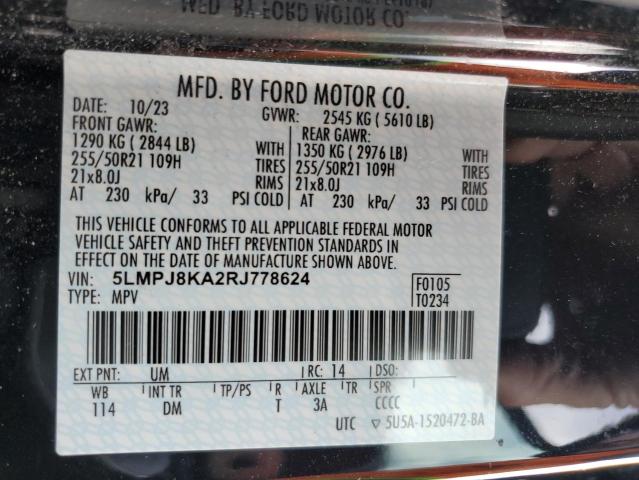 MFD. BY FORD MOTOR CO.
MFD. BY FORD MOTOR CO.
DATE: 10/23 GVWR: 2545 KG ( 5610 LB)
FRONT GAWR: REAR GAWR:
1290 KG ( 2844 LB) WITH 1350 KG ( 2976 LB) WITH
255/50R21 109H TIRES 255/50R21 109H TIRES
21x8.0J RIMS 21x8.0J RIMS
AT 230 kPa/ 33 PSI COLD AT 230 kPa/ 33 PSI COLD
THIS VEHICLE CONFORMS TO ALL APPLICABLE FEDERAL MOTOR
VEHICLE SAFETY AND THEFT PREVENTION STANDARDS IN
EFFECT ON THE DATE OF MANUFACTURE SHOWN ABOVE.
VIN: 5LMPJ8KA2RJ778624 F0105
TYPE: MPV T0234
EXT PNT: UM RC: 14 DSO:
WB INT TR TP/PS R AXLE TR SPR
114 DM T 3A CCCC
UTC ▽ 5U5A-1520472-BA